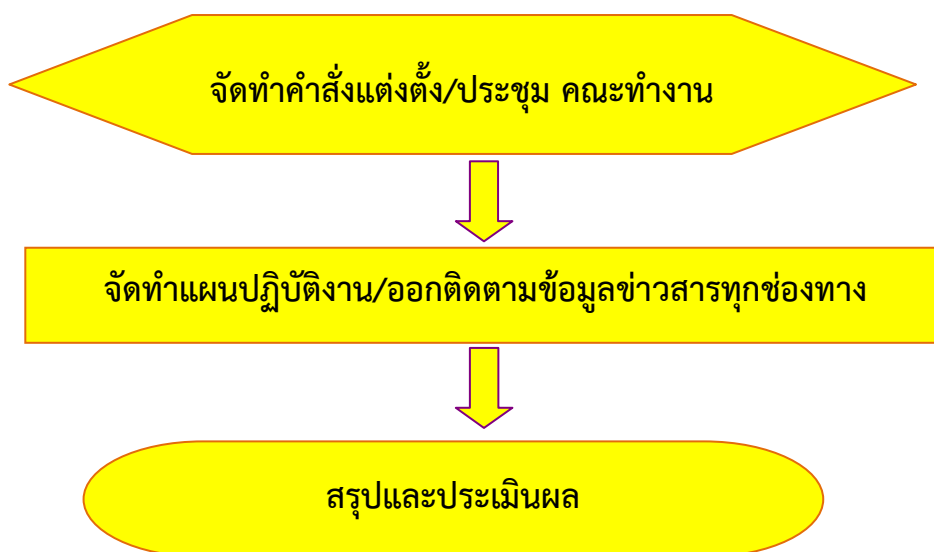 จัดทำคำสั่งแต่งตั้ง/ประชุม คณะทำงาน
จัดทำแผนปฏิบัติงาน/ออกติดตามข้อมูลข่าวสารทุกช่องทาง
สรุปและประเมินผล